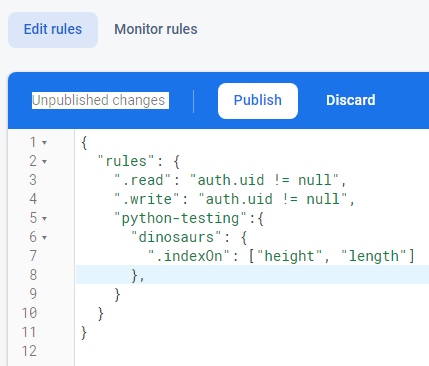 Edit rules Monitor rules
Unpublished changes Publish Discard
1 {
2 "rules": {
3 ".read": "auth.uid != null",
4 ".write": "auth.uid != null",
5 "python-testing":{
6 "dinosaurs": {
7 ".indexOn": ["height", "length"]
8 },
9 }
10 }
11 }
12